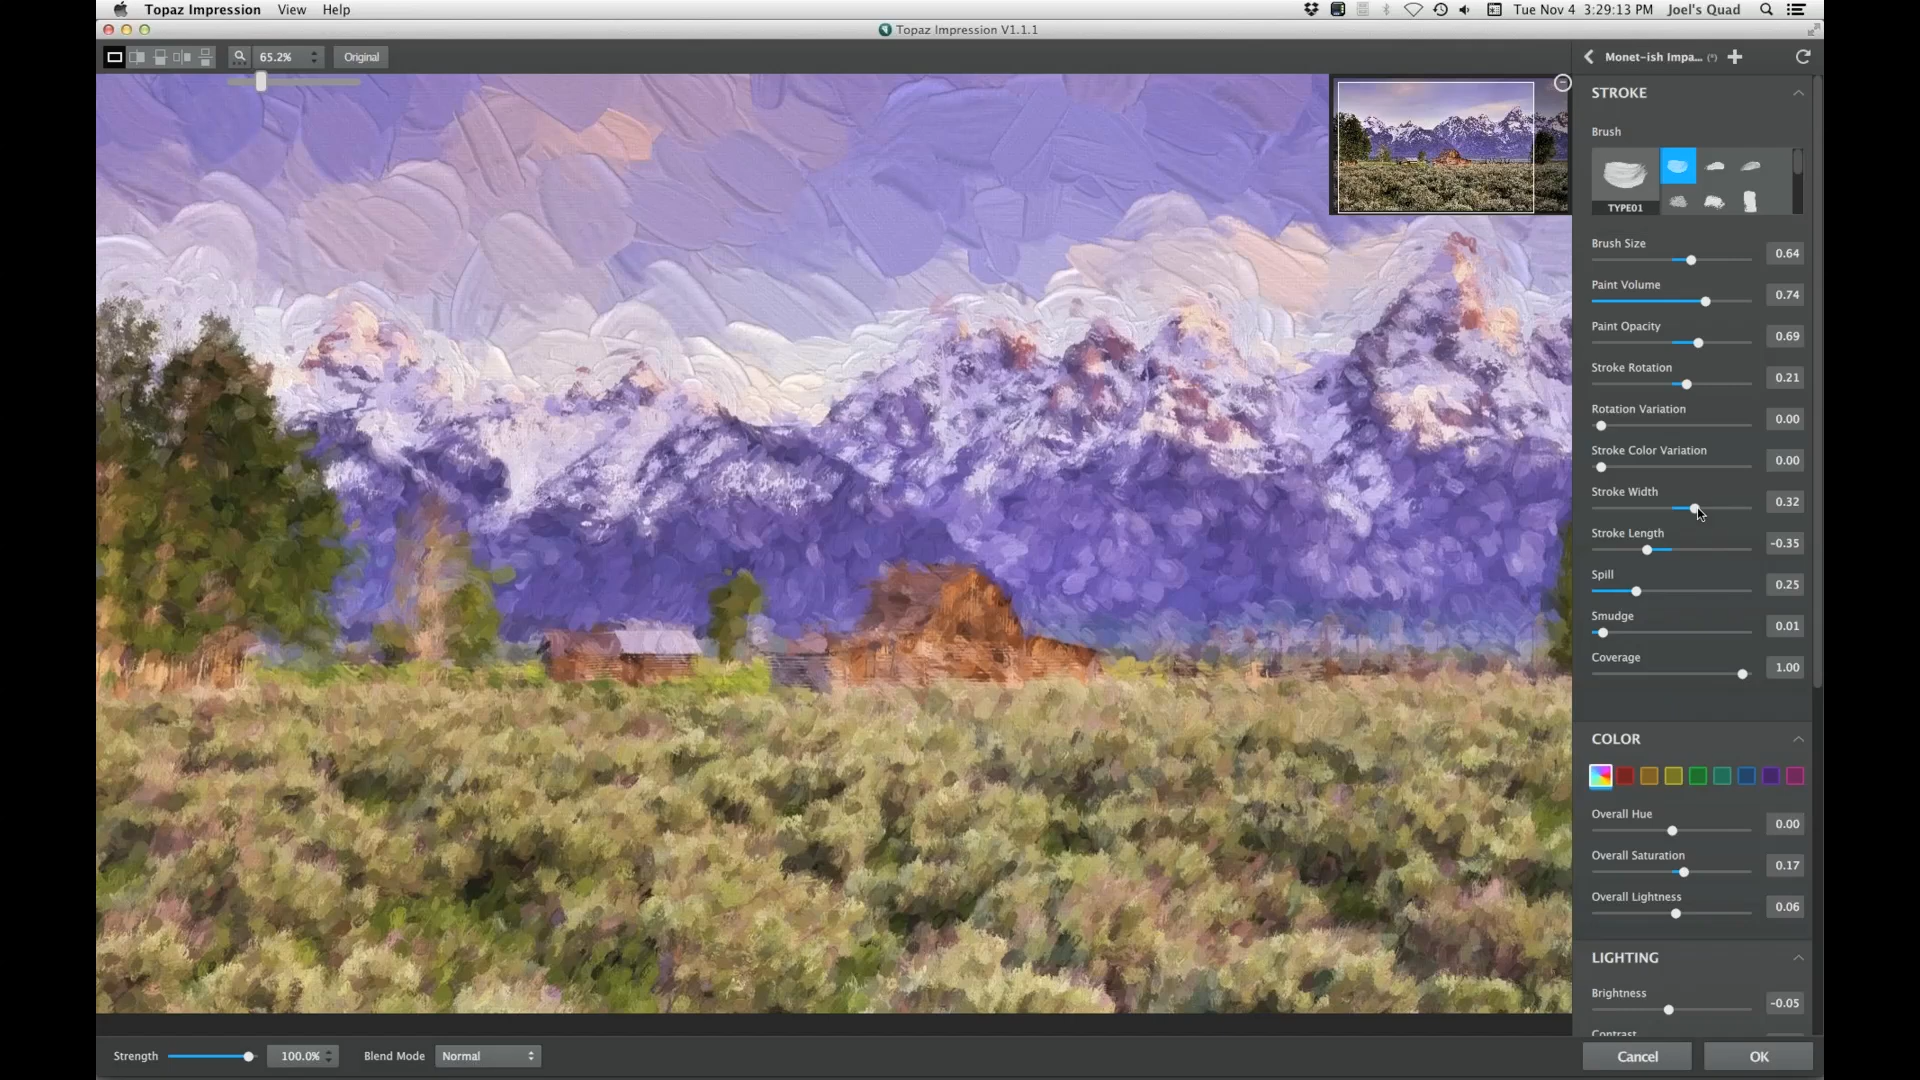 Topaz Impression View Help
Tue Nov 4 3:29:13 PM Joel's Quad
Topaz Impression V1.1.1
65.2% Original
Monet-ish Impa... (*)
STROKE
Brush
TYPE01
Brush Size
0.64
Paint Volume
0.74
Paint Opacity
0.69
Stroke Rotation
0.21
Rotation Variation
0.00
Stroke Color Variation
0.00
Stroke Width
0.32
Stroke Length
-0.35
Spill
0.25
Smudge
0.01
Coverage
1.00
COLOR
Overall Hue
0.00
Overall Saturation
0.17
Overall Lightness
0.06
LIGHTING
Brightness
-0.05
Contrast
Strength 100.0% Blend Mode Normal
Cancel OK